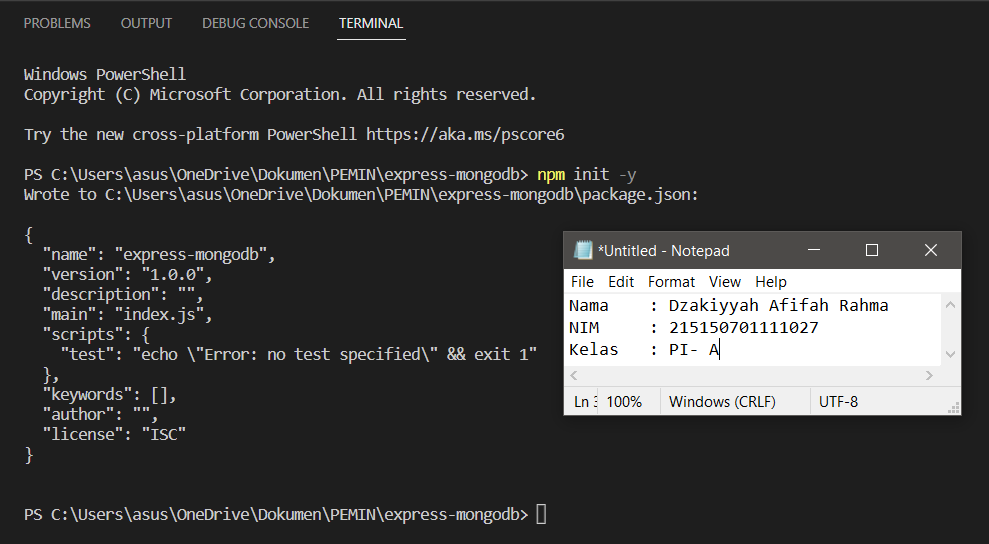 PROBLEMS OUTPUT DEBUG CONSOLE TERMINAL
Windows PowerShell
Copyright (C) Microsoft Corporation. All rights reserved.
Try the new cross-platform PowerShell https://aka.ms/pscore6
PS C:\Users\asus\OneDrive\Dokumen\PEMIN\express-mongodb> npm init -y
Wrote to C:\Users\asus\OneDrive\Dokumen\PEMIN\express-mongodb\package.json:
{
  "name": "express-mongodb",
  "version": "1.0.0",
  "description": "",
  "main": "index.js",
  "scripts": {
    "test": "echo \"Error: no test specified\" && exit 1"
  },
  "keywords": [],
  "author": "",
  "license": "ISC"
}
PS C:\Users\asus\OneDrive\Dokumen\PEMIN\express-mongodb>
*Untitled - Notepad
File Edit Format View Help
Nama : Dzakiyyah Afifah Rahma
NIM : 215150701111027
Kelas : PI- A
Ln 100% Windows (CRLF) UTF-8